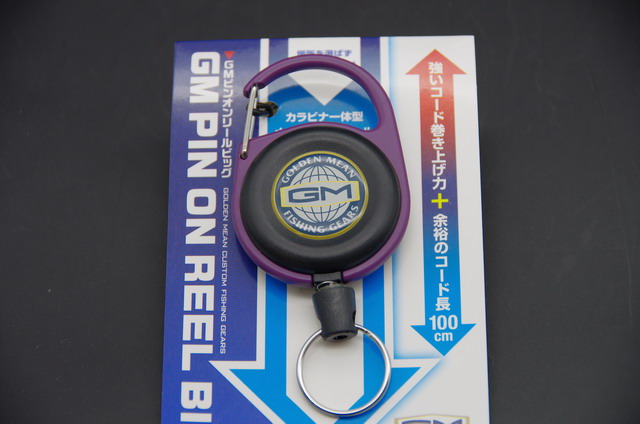 ▼GMピンオンリールビッグ
GM PIN ON REEL BI
GOLDEN MEAN CUSTOM FISHING GEARS
カラビナ一体型
GOLDEN MEAN
GM
FISHING GEARS
強いコード巻き上げ力
+
余裕のコード長
100
cm